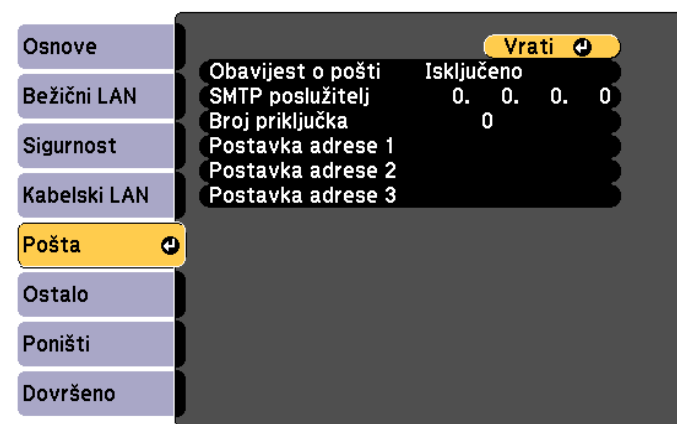 Osnove
Bežični LAN
Sigurnost
Kabelski LAN
Pošta
Ostalo
Poništi
Dovršeno
Vrati
Obavijest o pošti Isključeno
SMTP poslužitelj 0. 0. 0. 0
Broj priključka 0
Postavka adrese 1
Postavka adrese 2
Postavka adrese 3